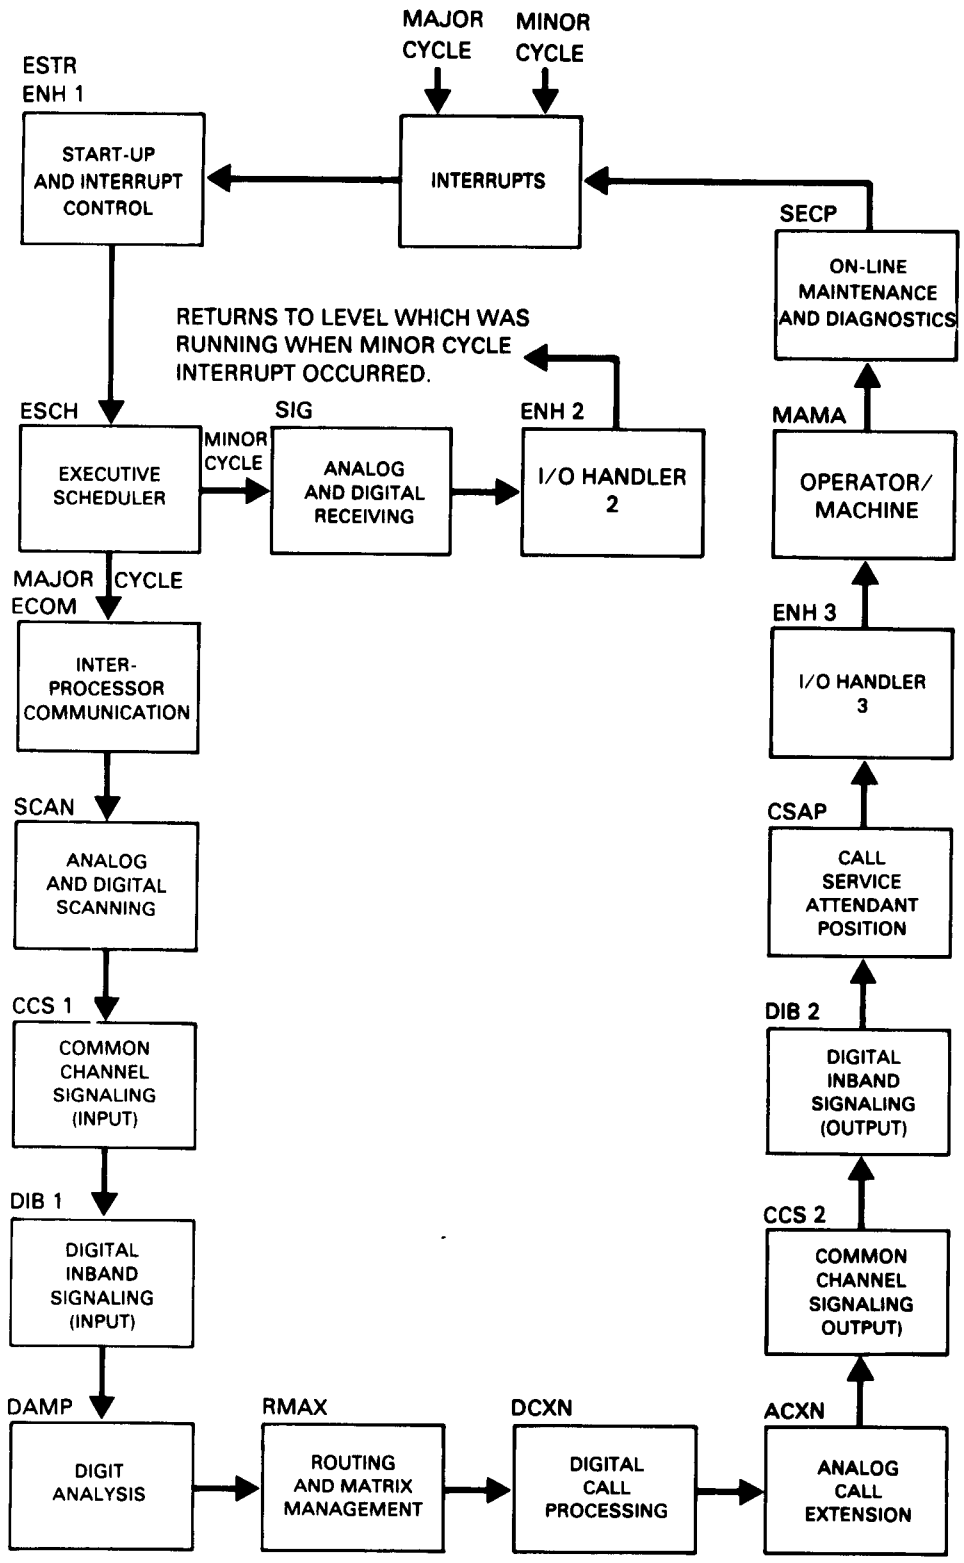 MAJOR
CYCLE
MINOR
CYCLE
ESTR
ENH 1
START-UP
AND INTERRUPT
CONTROL
INTERRUPTS
SECP
ON-LINE
MAINTENANCE
AND DIAGNOSTICS
RETURNS TO LEVEL WHICH WAS
RUNNING WHEN MINOR CYCLE
INTERRUPT OCCURRED.
ESCH
EXECUTIVE
SCHEDULER
MINOR
CYCLE
SIG
ANALOG
AND DIGITAL
RECEIVING
ENH 2
I/O HANDLER
2
MAMA
OPERATOR/
MACHINE
MAJOR CYCLE
ECOM
INTER-
PROCESSOR
COMMUNICATION
ENH 3
I/O HANDLER
3
SCAN
ANALOG
AND DIGITAL
SCANNING
CSAP
CALL
SERVICE
ATTENDANT
POSITION
CCS 1
COMMON
CHANNEL
SIGNALING
(INPUT)
DIB 2
DIGITAL
INBAND
SIGNALING
(OUTPUT)
DIB 1
DIGITAL
INBAND
SIGNALING
(INPUT)
CCS 2
COMMON
CHANNEL
SIGNALING
OUTPUT)
DAMP
DIGIT
ANALYSIS
RMAX
ROUTING
AND MATRIX
MANAGEMENT
DCXN
DIGITAL
CALL
PROCESSING
ACXN
ANALOG
CALL
EXTENSION